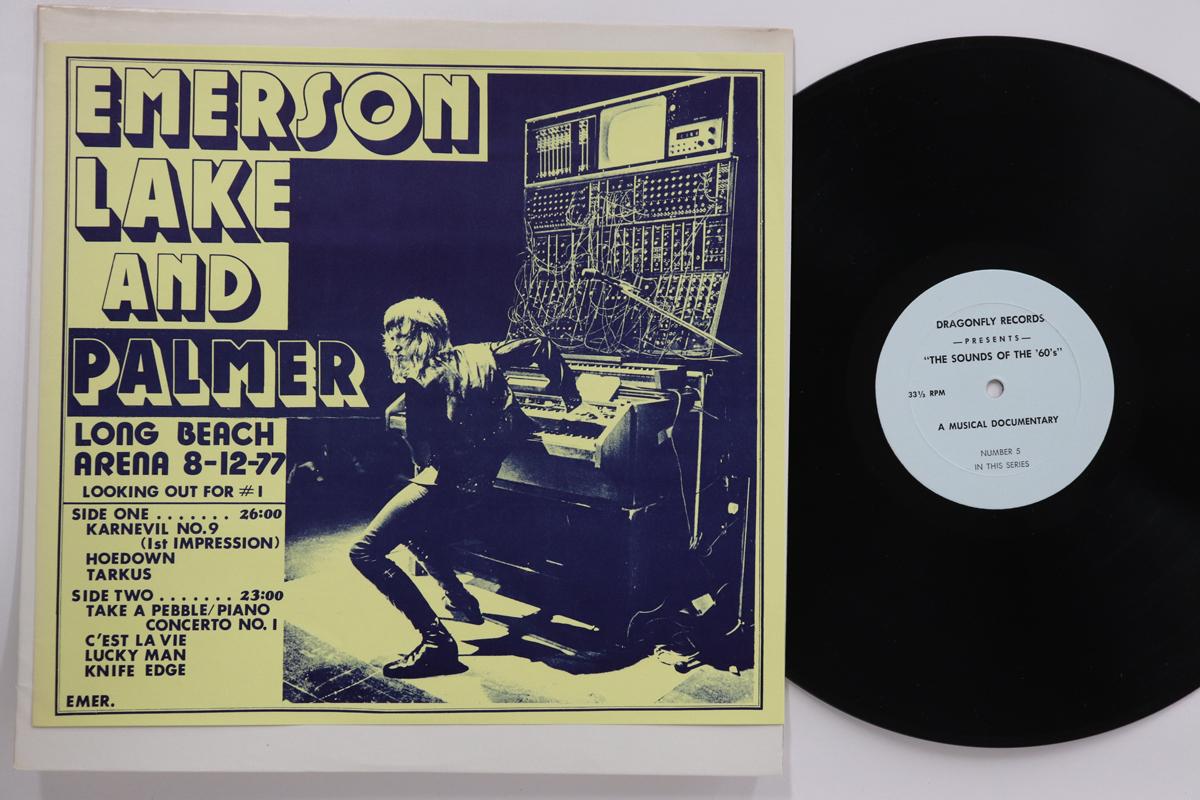 EMERSON
LAKE
AND
PALMER
LONG BEACH
ARENA 8-12-77
LOOKING OUT FOR #1
SIDE ONE ....... 26:00
KARNEVIL NO.9
(1st IMPRESSION)
HOEDOWN
TARKUS
SIDE TWO ....... 23:00
TAKE A PEBBLE/PIANO
CONCERTO NO. 1
C'EST LA VIE
LUCKY MAN
KNIFE EDGE
EMER.
DRAGONFLY RECORDS
—PRESENTS—
"THE SOUNDS OF THE '60's"
33⅓ RPM
A MUSICAL DOCUMENTARY
NUMBER 5
IN THIS SERIES